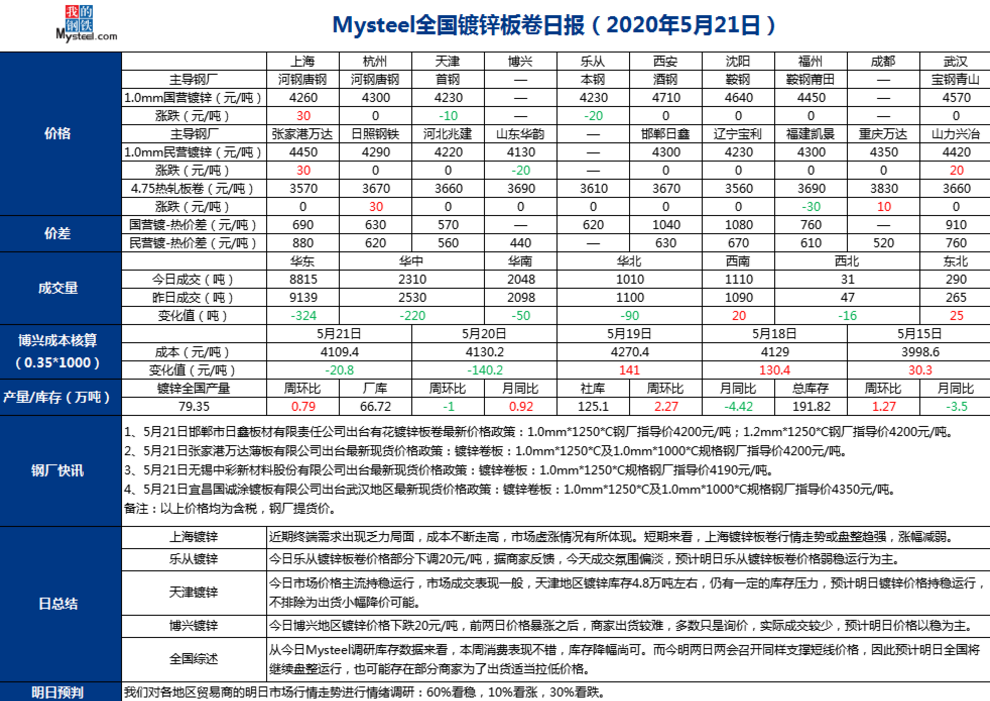 我的钢铁
Mysteel.com
Mysteel全国镀锌板卷日报（2020年5月21日）
上海 杭州 天津 博兴 乐从 西安 沈阳 福州 成都 武汉
价格
主导钢厂 河钢唐钢 河钢唐钢 首钢 — 本钢 酒钢 鞍钢 鞍钢莆田 — 宝钢青山
1.0mm国营镀锌（元/吨） 4260 4300 4230 — 4230 4710 4640 4450 — 4570
涨跌（元/吨） 30 0 -10 — -20 0 0 0 — 0
主导钢厂 张家港万达 日照钢铁 河北兆建 山东华韵 — 邯郸日鑫 辽宁宝利 福建凯景 重庆万达 山力兴冶
1.0mm民营镀锌（元/吨） 4450 4290 4220 4130 — 4300 4230 4300 4350 4420
涨跌（元/吨） 30 0 0 -20 — 0 0 0 0 20
4.75热轧板卷（元/吨） 3570 3670 3660 3690 3610 3670 3560 3690 3830 3660
涨跌（元/吨） 0 30 0 0 0 0 0 -30 10 0
价差
国营镀-热价差（元/吨） 690 630 570 — 620 1040 1080 760 — 910
民营镀-热价差（元/吨） 880 620 560 440 — 630 670 610 520 760
成交量
华东 华中 华南 华北 西南 西北 东北
今日成交（吨） 8815 2310 2048 1010 1110 31 290
昨日成交（吨） 9139 2530 2098 1100 1090 47 265
变化值（吨） -324 -220 -50 -90 20 -16 25
博兴成本核算
（0.35*1000）
5月21日 5月20日 5月19日 5月18日 5月15日
成本（元/吨） 4109.4 4130.2 4270.4 4129 3998.6
变化值（元/吨） -20.8 -140.2 141 130.4 30.3
产量/库存（万吨）
镀锌全国产量 周环比 厂库 周环比 月同比 社库 周环比 月同比 总库存 周环比 月同比
79.35 0.79 66.72 -1 0.92 125.1 2.27 -4.42 191.82 1.27 -3.5
钢厂快讯
1、5月21日邯郸市日鑫板材有限责任公司出台有花镀锌板卷最新价格政策：1.0mm*1250*C钢厂指导价4200元/吨；1.2mm*1250*C钢厂指导价4200元/吨。
2、5月21日张家港万达薄板有限公司出台最新现货价格政策：镀锌卷板：1.0mm*1250*C及1.0mm*1000*C规格钢厂指导价4200元/吨。
3、5月21日无锡中彩新材料股份有限公司出台最新现货价格政策：镀锌卷板：1.0mm*1250*C钢厂指导价4190元/吨。
4、5月21日宜昌国诚涂镀板有限公司出台武汉地区最新现货价格政策：镀锌卷板：1.0mm*1250*C及1.0mm*1000*C规格钢厂指导价4350元/吨。
备注：以上价格均为含税，钢厂提货价。
日总结
上海镀锌 近期终端需求出现乏力局面，成本不断走高，市场虚涨情况有所体现。短期来看，上海镀锌板卷行情走势或盘整趋强，涨幅减弱。
乐从镀锌 今日乐从镀锌板卷价格部分下调20元/吨，据商家反馈，今天成交氛围偏淡，预计明日乐从镀锌板卷价格弱稳运行为主。
天津镀锌 今日市场价格主流持稳运行，市场成交表现一般，天津地区镀锌库存4.8万吨左右，仍有一定的库存压力，预计明日镀锌价格持稳运行，
不排除为出货小幅降价可能。
博兴镀锌 今日博兴地区镀锌价格下跌20元/吨，前两日价格暴涨之后，商家出货较难，多数只是询价，实际成交较少，预计明日价格以稳为主。
全国综述 从今日Mysteel调研库存数据来看，本周消费表现不错，库存降幅尚可。而今明两日两会召开同样支撑短线价格，因此预计明日全国将
继续盘整运行，也可能存在部分商家为了出货适当拉低价格。
明日预判 我们对各地区贸易商的明日市场行情走势进行情绪调研：60%看稳，10%看涨，30%看跌。